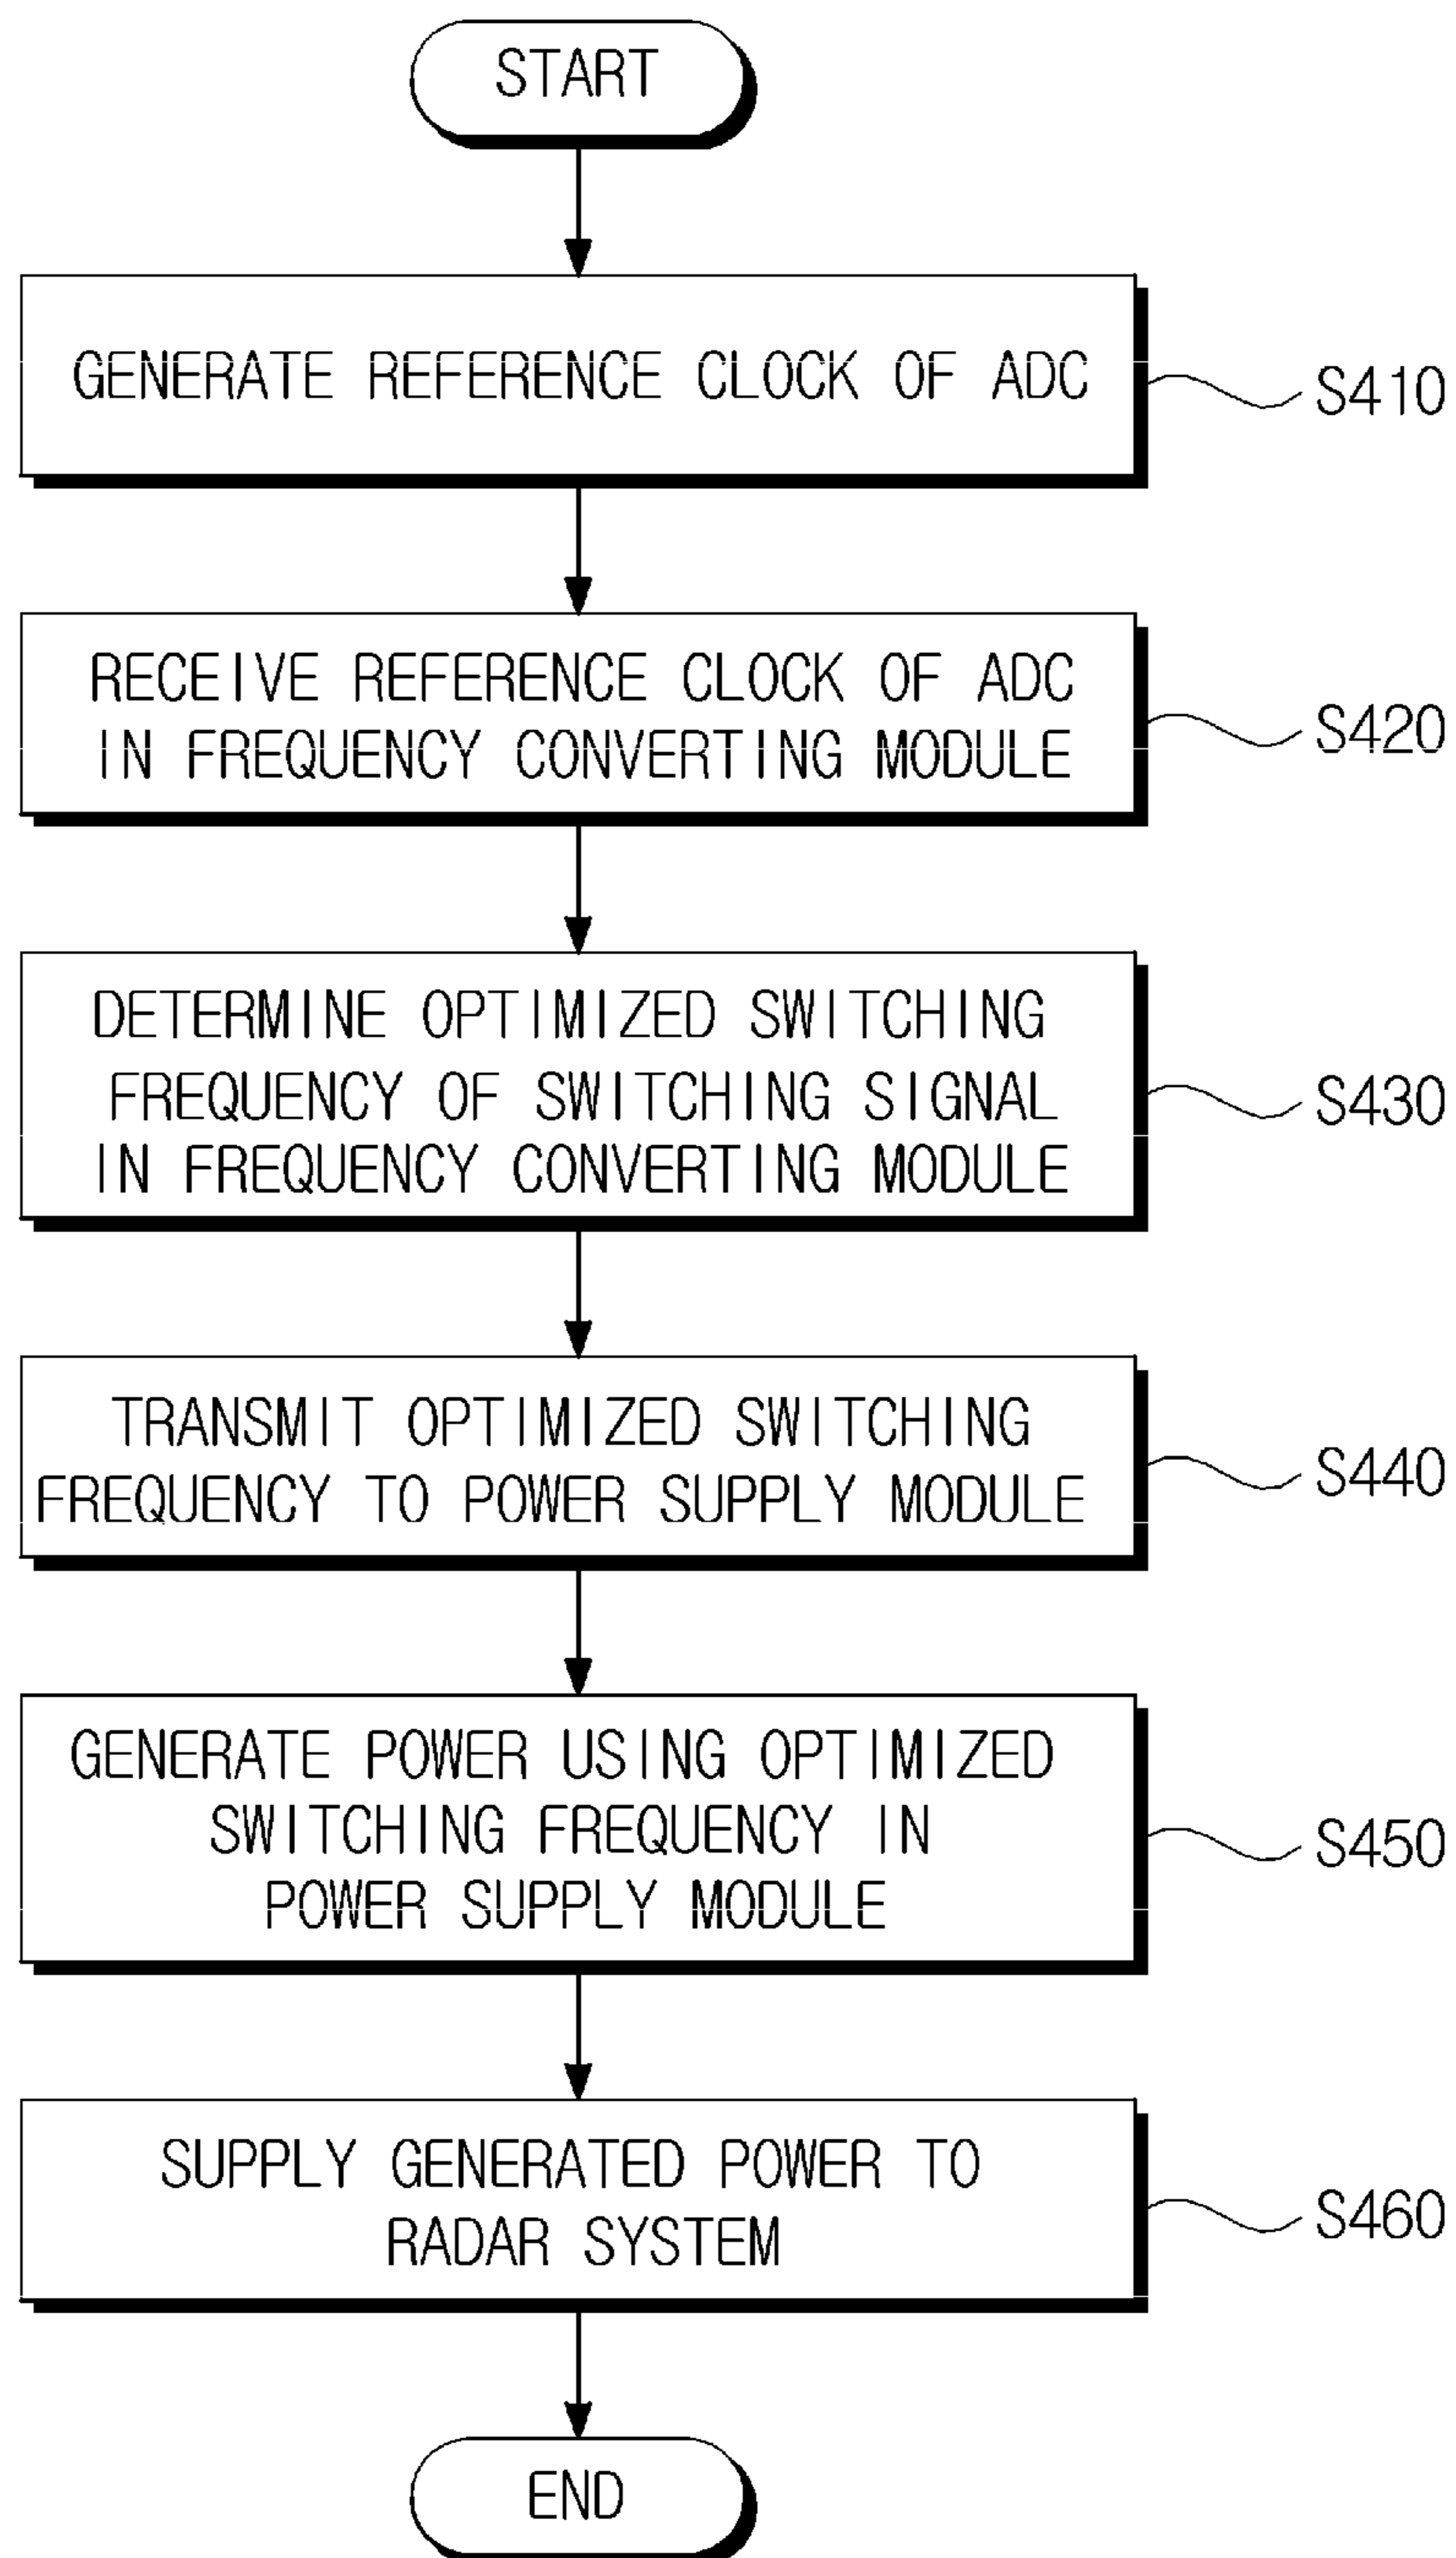 START
GENERATE REFERENCE CLOCK OF ADC
S410
RECEIVE REFERENCE CLOCK OF ADC
IN FREQUENCY CONVERTING MODULE
S420
DETERMINE OPTIMIZED SWITCHING
FREQUENCY OF SWITCHING SIGNAL
IN FREQUENCY CONVERTING MODULE
S430
TRANSMIT OPTIMIZED SWITCHING
FREQUENCY TO POWER SUPPLY MODULE
S440
GENERATE POWER USING OPTIMIZED
SWITCHING FREQUENCY IN
POWER SUPPLY MODULE
S450
SUPPLY GENERATED POWER TO
RADAR SYSTEM
S460
END